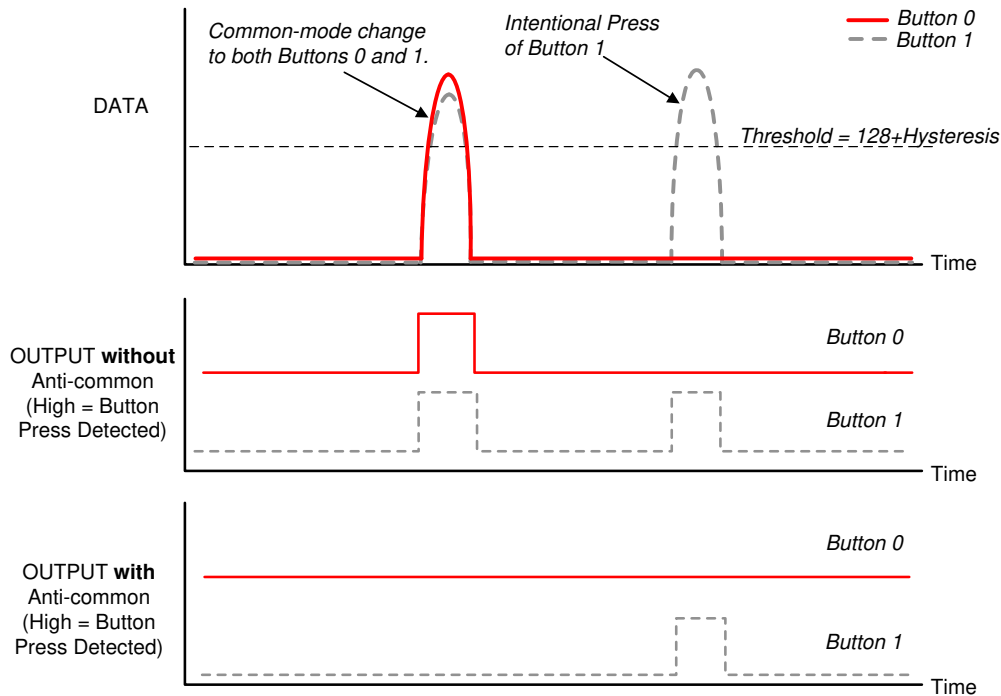 Common-mode change
to both Buttons 0 and 1.
Intentional Press
of Button 1
Button 0
Button 1
DATA
Threshold = 128+Hysteresis
Time
OUTPUT without
Anti-common
(High = Button
Press Detected)
Button 0
Button 1
Time
OUTPUT with
Anti-common
(High = Button
Press Detected)
Button 0
Button 1
Time